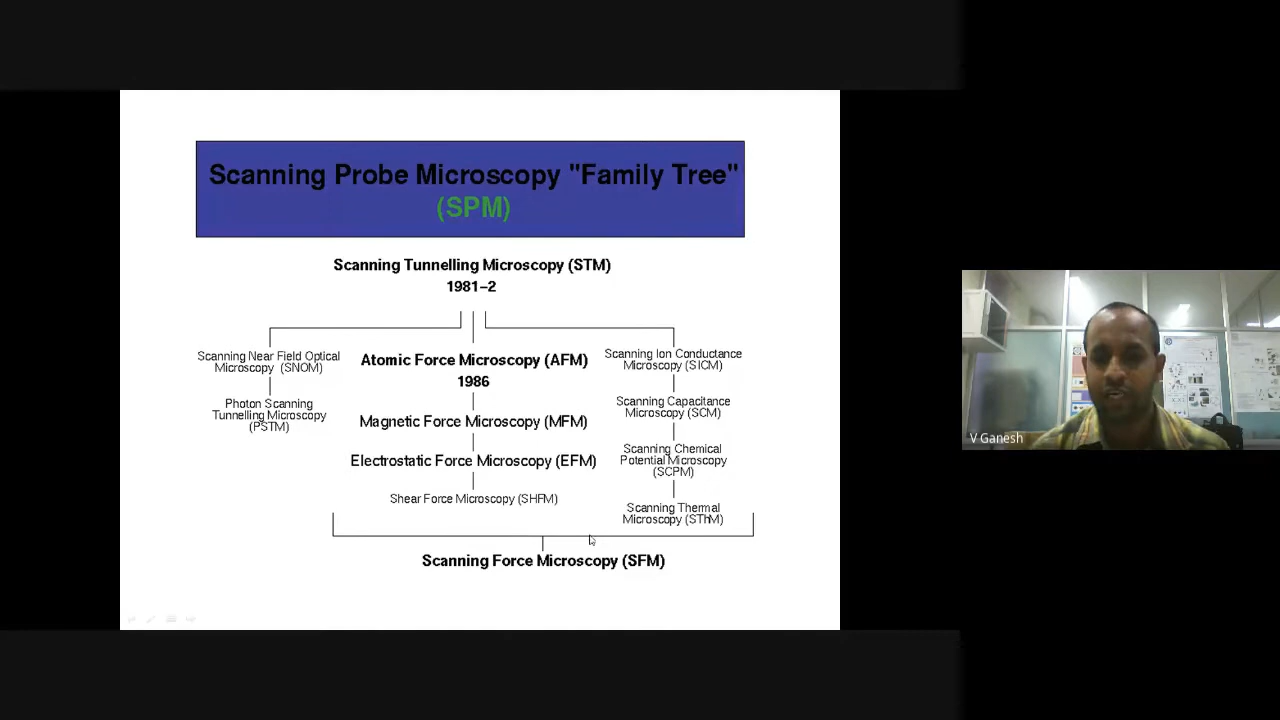 Scanning Probe Microscopy "Family Tree"
(SPM)
Scanning Tunnelling Microscopy (STM)
1981–2
Scanning Near Field Optical
Microscopy (SNOM)
Photon Scanning
Tunnelling Microscopy
(PSTM)
Atomic Force Microscopy (AFM)
1986
Magnetic Force Microscopy (MFM)
Electrostatic Force Microscopy (EFM)
Shear Force Microscopy (SHFM)
Scanning Ion Conductance
Microscopy (SICM)
Scanning Capacitance
Microscopy (SCM)
Scanning Chemical
Potential Microscopy
(SCPM)
Scanning Thermal
Microscopy (SThM)
Scanning Force Microscopy (SFM)
V Ganesh